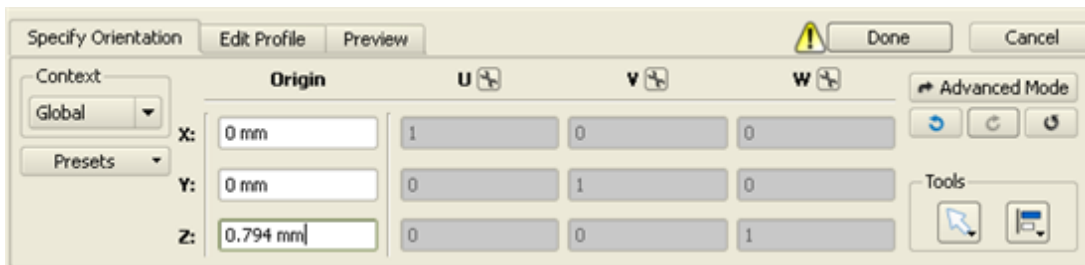 Specify Orientation Edit Profile Preview Done Cancel
Context Origin U V W Advanced Mode
Global
X: 0 mm 1 0 0
Presets
Y: 0 mm 0 1 0
Tools
Z: 0.794 mm 0 0 1